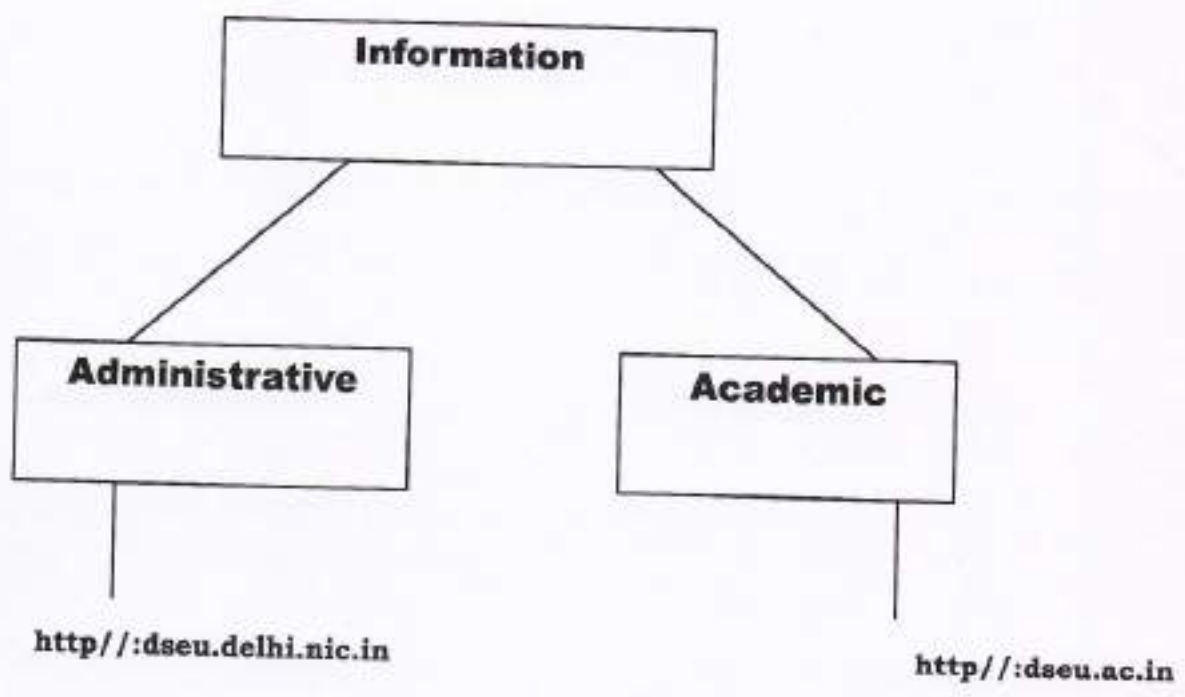 Information
Administrative
Academic
http//:dseu.delhi.nic.in
http//:dseu.ac.in